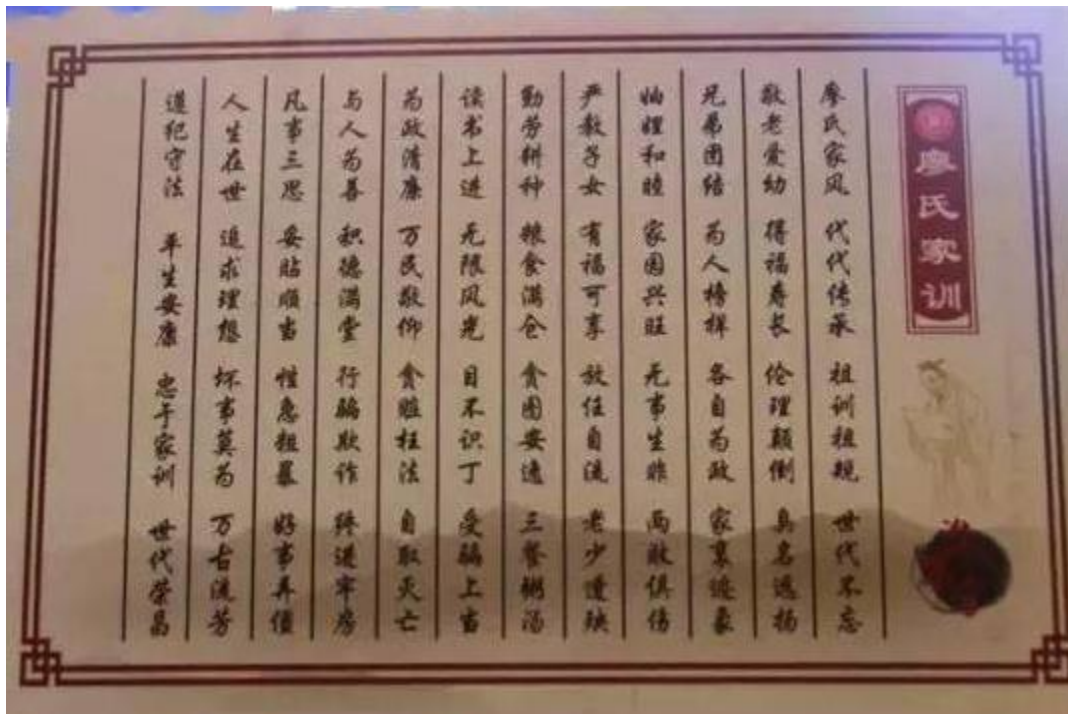 廖氏家训
廖氏家风 代代传承 祖训祖规 世代不忘
敬老爱幼 得福寿长 伦理颠倒 臭名远扬
兄弟团结 为人榜样 各自为政 家衰迹象
妯娌和睦 家园兴旺 无事生非 两败俱伤
严教子女 有福可享 放任自流 老少遭殃
勤劳耕种 粮食满仓 贪图安逸 三餐粥汤
读书上进 无限风光 目不识丁 受骗上当
为政清廉 万民敬仰 贪赃枉法 自取灭亡
与人为善 积德满堂 行骗欺诈 终进牢房
凡事三思 妥贴顺当 性急粗暴 好事弄僵
人生在世 追求理想 坏事莫为 万古流芳
遵纪守法 平生安康 忠于家训 世代荣昌